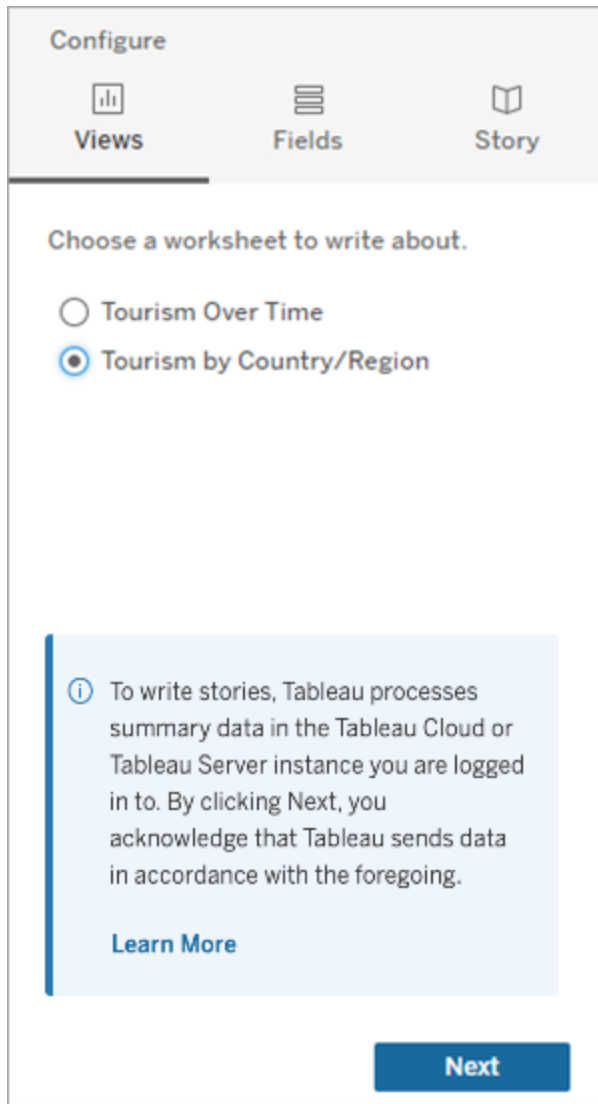 Configure
Views Fields Story
Choose a worksheet to write about.
Tourism Over Time
Tourism by Country/Region
To write stories, Tableau processes
summary data in the Tableau Cloud or
Tableau Server instance you are logged
in to. By clicking Next, you
acknowledge that Tableau sends data
in accordance with the foregoing.
Learn More
Next